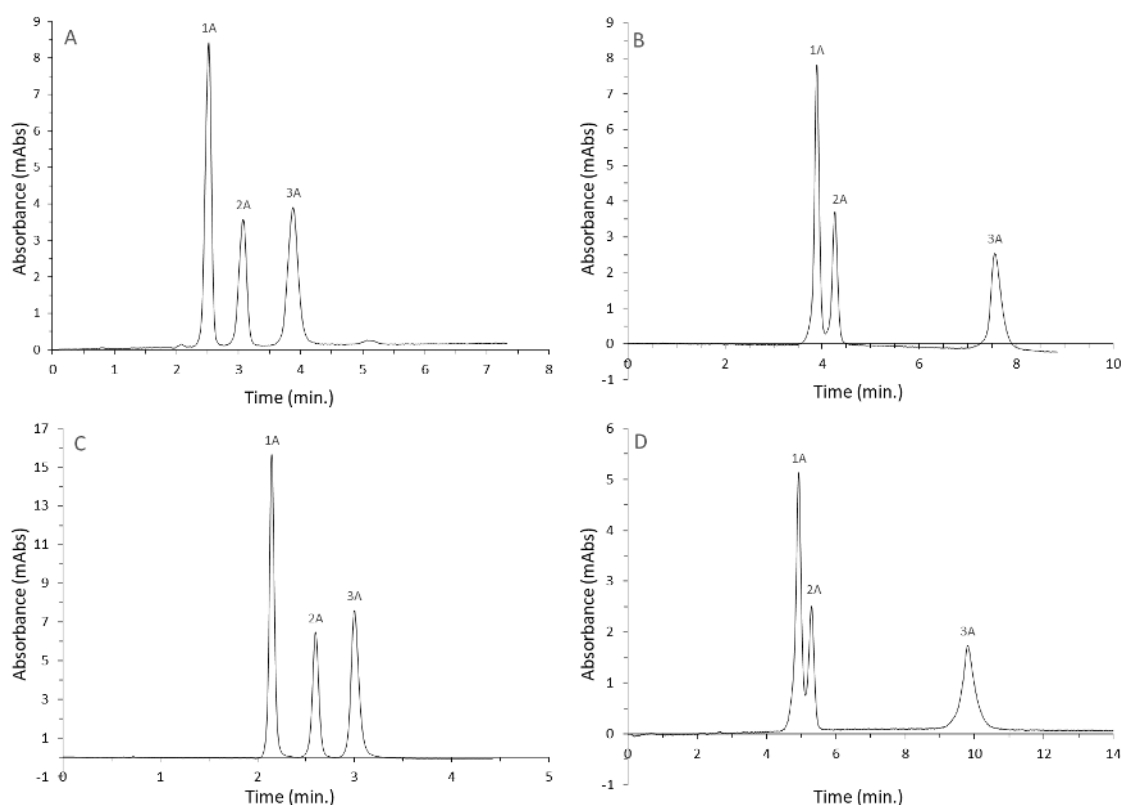 A
9
8
7
6
5
4
3
2
1
0
Absorbance (mAbs)
1A
2A
3A
0 1 2 3 4 5 6 7 8
Time (min.)
B
9
8
7
6
5
4
3
2
1
0
-1
Absorbance (mAbs)
1A
2A
3A
0 2 4 6 8 10
Time (min.)
C
17
15
13
11
9
7
5
3
1
-1
Absorbance (mAbs)
1A
2A
3A
0 1 2 3 4 5
Time (min.)
D
6
5
4
3
2
1
0
-1
Absorbance (mAbs)
1A
2A
3A
0 2 4 6 8 10 12 14
Time (min.)